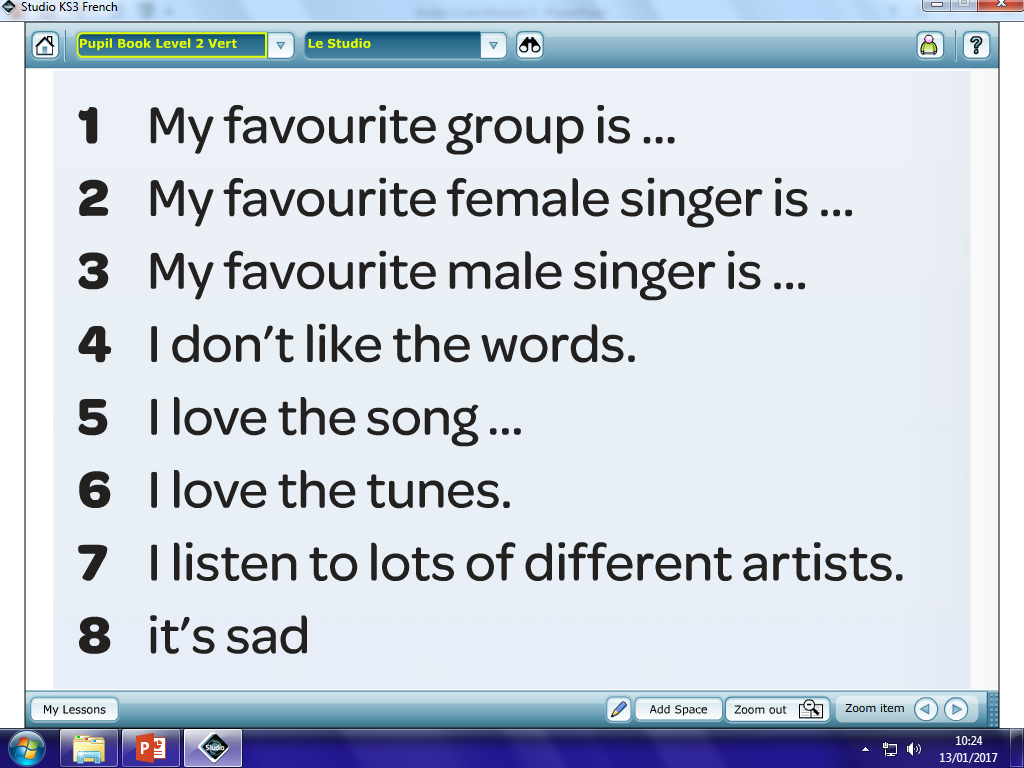 Studio KS3 French
Pupil Book Level 2 Vert
Le Studio
?
1 My favourite group is ...
2 My favourite female singer is ...
3 My favourite male singer is ...
4 I don't like the words.
5 I love the song ...
6 I love the tunes.
7 I listen to lots of different artists.
8 it's sad
My Lessons
Add Space
Zoom out
Zoom item
Studio
10:24
13/01/2017